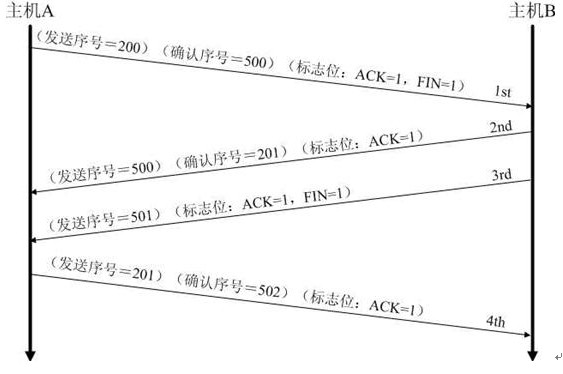 主机A
主机B
(发送序号=200)(确认序号=500)(标志位:ACK=1,FIN=1)
1st
2nd
(发送序号=500)(确认序号=201)(标志位:ACK=1)
3rd
(发送序号=501)(标志位:ACK=1,FIN=1)
(发送序号=201)(确认序号=502)(标志位:ACK=1)
4th